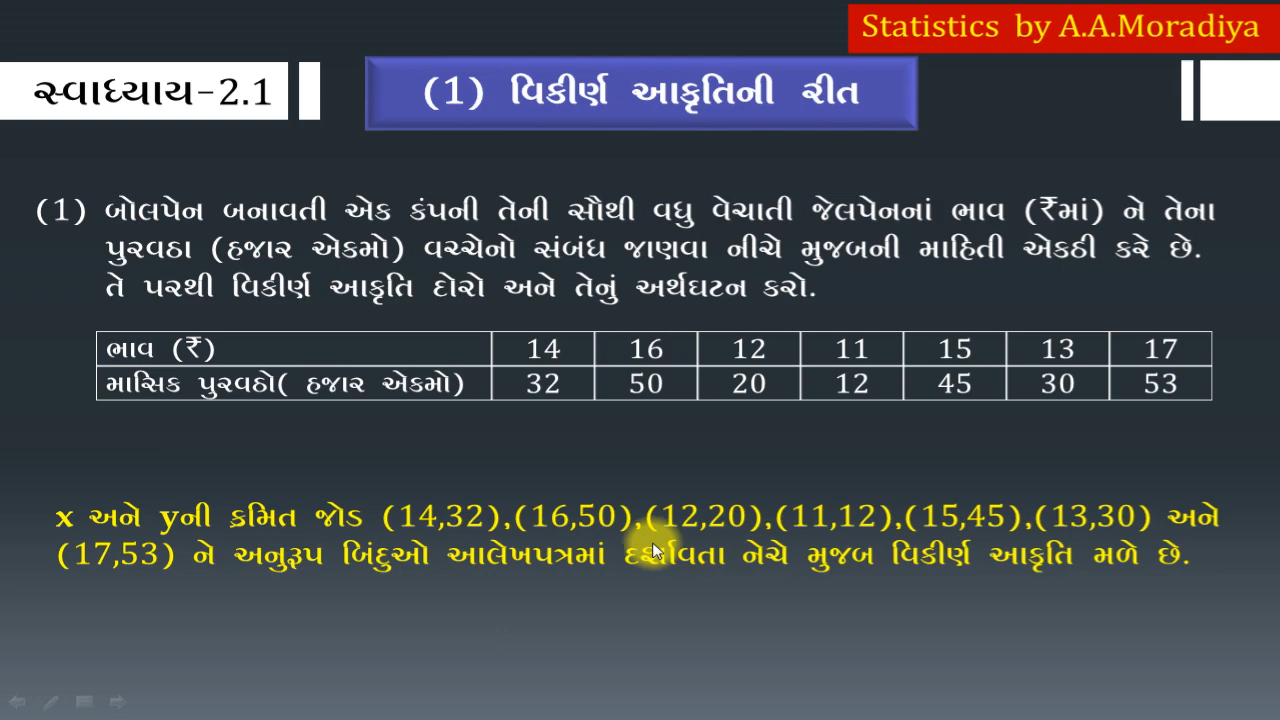 Statistics by A.A.Moradiya
સ્વાધ્યાય-2.1
(1) વિકીર્ણ આકૃતિની રીત
(1) બોલપેન બનાવતી એક કંપની તેની સૌથી વધુ વેચાતી જેલપેનનાં ભાવ (₹માં) ને તેના
પુરવઠા (હજાર એકમો) વચ્ચેનો સંબંધ જાણવા નીચે મુજબની માહિતી એકઠી કરે છે.
તે પરથી વિકીર્ણ આકૃતિ દોરો અને તેનું અર્થઘટન કરો.
ભાવ (₹) 14 16 12 11 15 13 17
માસિક પુરવઠો( હજાર એકમો) 32 50 20 12 45 30 53
x અને yની ક્રમિત જોડ (14,32),(16,50),(12,20),(11,12),(15,45),(13,30) અને
(17,53) ને અનુરૂપ બિંદુઓ આલેખપત્રમાં દર્શાવતા નેચે મુજબ વિકીર્ણ આકૃતિ મળે છે.